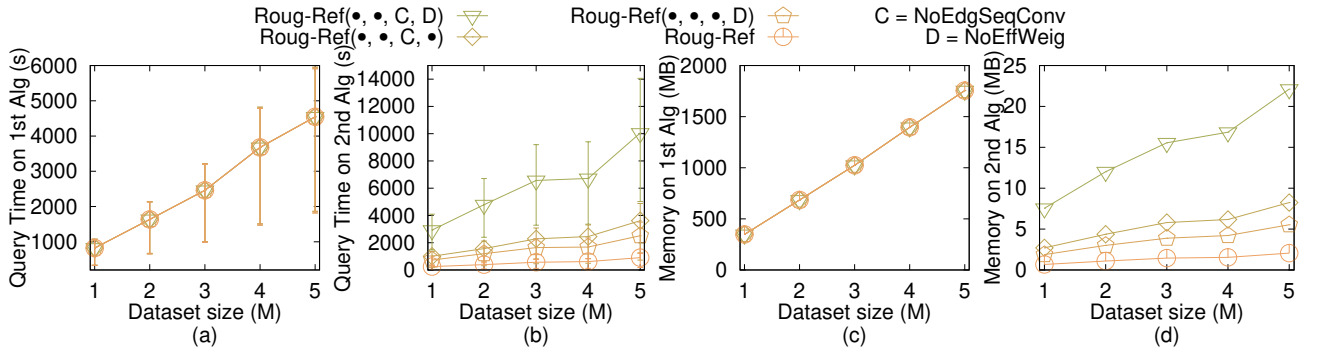 Roug-Ref(•, •, C, D)
Roug-Ref(•, •, C, •)
Roug-Ref(•, •, •, D)
Roug-Ref
C = NoEdgSeqConv
D = NoEffWeig
Query Time on 1st Alg (s)
6000
5000
4000
3000
2000
1000
1 2 3 4 5
Dataset size (M)
(a)
Query Time on 2nd Alg (s)
14000
12000
10000
8000
6000
4000
2000
0
1 2 3 4 5
Dataset size (M)
(b)
Memory on 1st Alg (MB)
2000
1500
1000
500
0
1 2 3 4 5
Dataset size (M)
(c)
Memory on 2nd Alg (MB)
25
20
15
10
5
0
1 2 3 4 5
Dataset size (M)
(d)